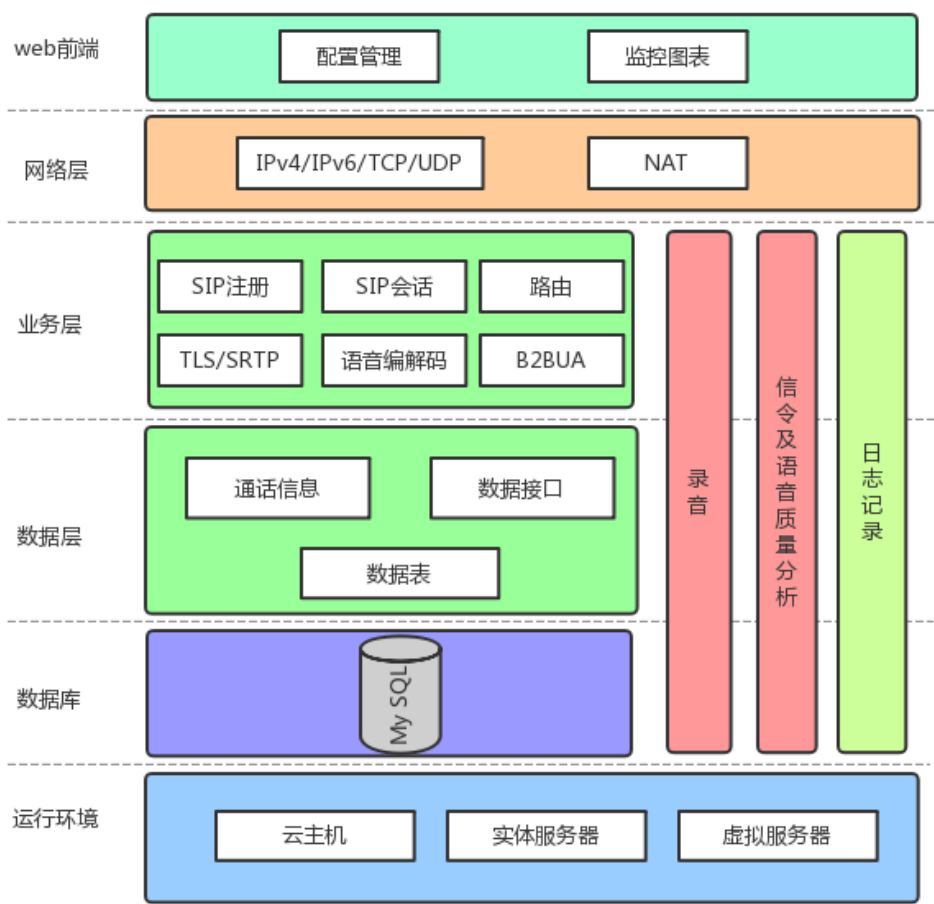 web前端
配置管理
监控图表
网络层
IPv4/IPv6/TCP/UDP
NAT
业务层
SIP注册
SIP会话
路由
TLS/SRTP
语音编解码
B2BUA
录音
信令及语音质量分析
日志记录
数据层
通话信息
数据接口
数据表
数据库
My SQL
运行环境
云主机
实体服务器
虚拟服务器